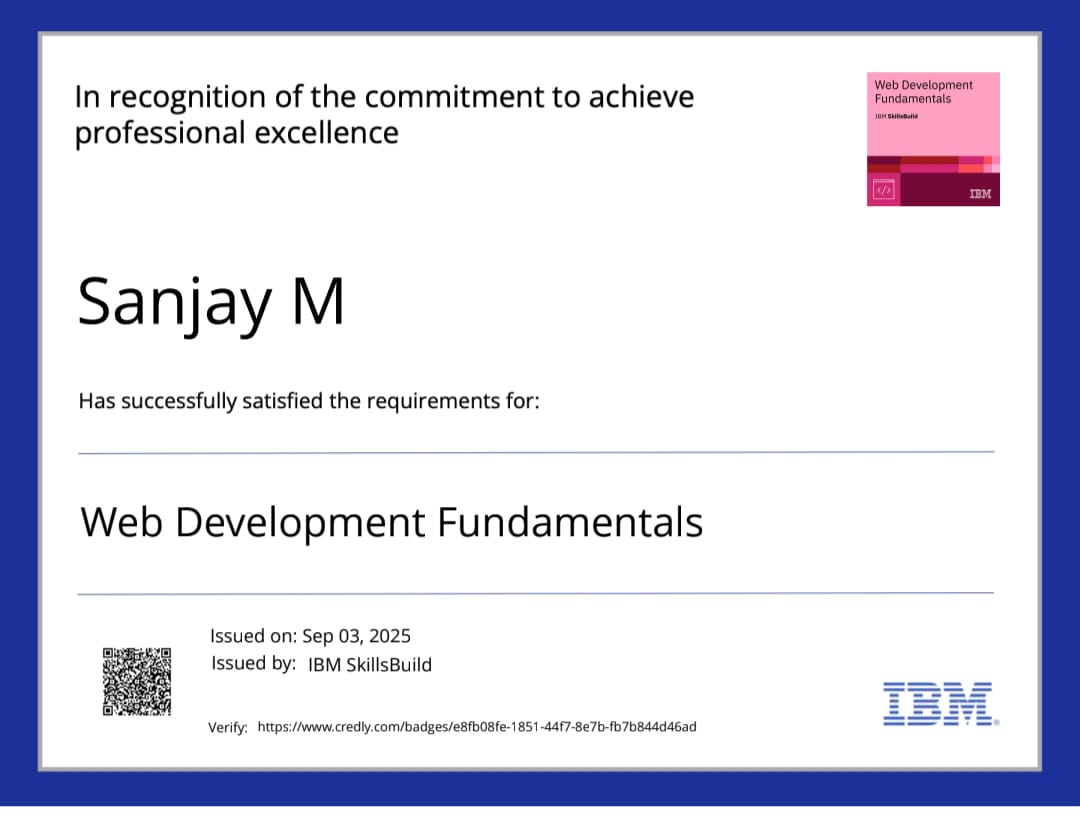 In recognition of the commitment to achieve
professional excellence
Web Development
Fundamentals
IBM SkillsBuild
</>
IBM
Sanjay M
Has successfully satisfied the requirements for:
Web Development Fundamentals
Issued on: Sep 03, 2025
Issued by: IBM SkillsBuild
Verify: https://www.credly.com/badges/e8fb08fe-1851-44f7-8e7b-fb7b844d46ad
IBM®